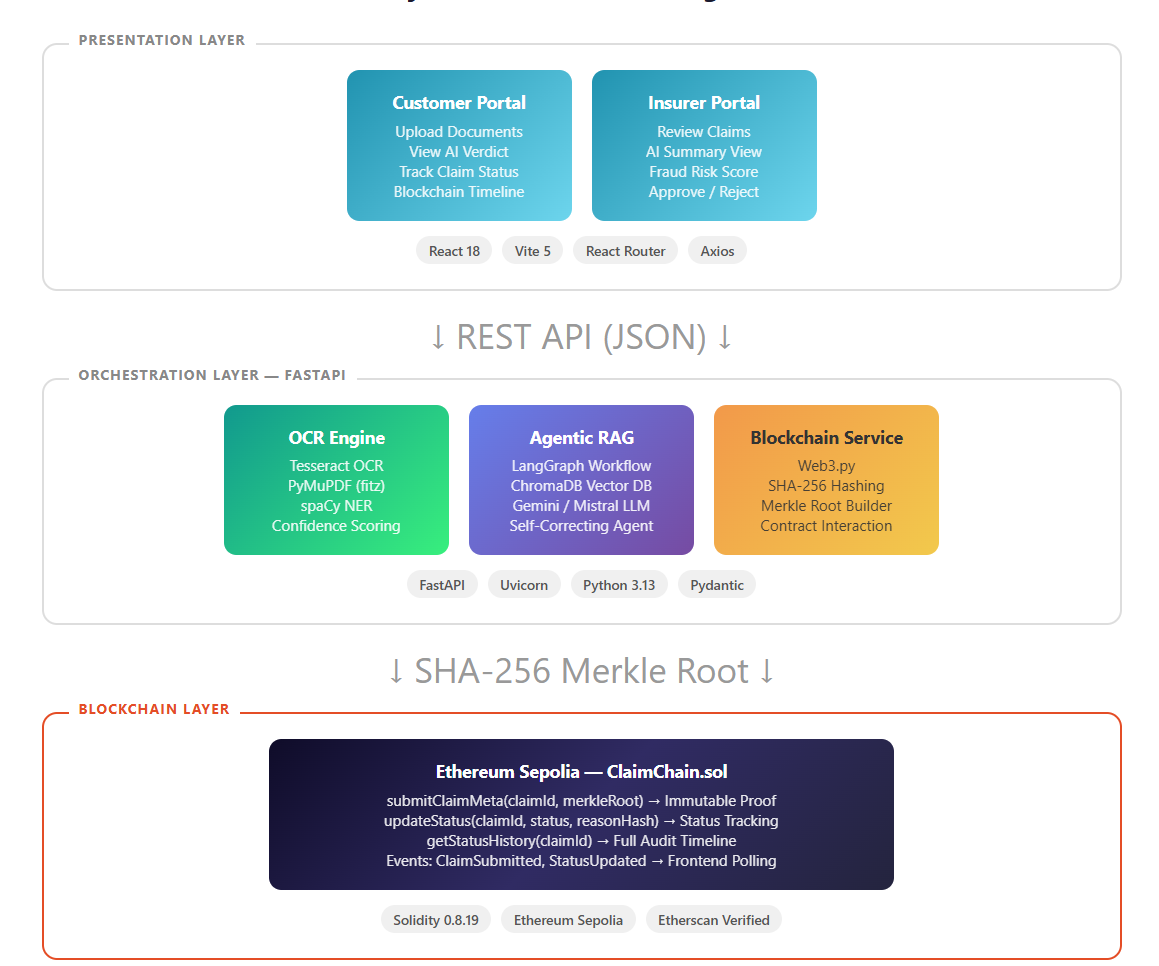 PRESENTATION LAYER
Customer Portal
Upload Documents
View AI Verdict
Track Claim Status
Blockchain Timeline
Insurer Portal
Review Claims
AI Summary View
Fraud Risk Score
Approve / Reject
React 18
Vite 5
React Router
Axios
↓ REST API (JSON) ↓
ORCHESTRATION LAYER — FASTAPI
OCR Engine
Tesseract OCR
PyMuPDF (fitz)
spaCy NER
Confidence Scoring
Agentic RAG
LangGraph Workflow
ChromaDB Vector DB
Gemini / Mistral LLM
Self-Correcting Agent
Blockchain Service
Web3.py
SHA-256 Hashing
Merkle Root Builder
Contract Interaction
FastAPI
Uvicorn
Python 3.13
Pydantic
↓ SHA-256 Merkle Root ↓
BLOCKCHAIN LAYER
Ethereum Sepolia — ClaimChain.sol
submitClaimMeta(claimId, merkleRoot) → Immutable Proof
updateStatus(claimId, status, reasonHash) → Status Tracking
getStatusHistory(claimId) → Full Audit Timeline
Events: ClaimSubmitted, StatusUpdated → Frontend Polling
Solidity 0.8.19
Ethereum Sepolia
Etherscan Verified